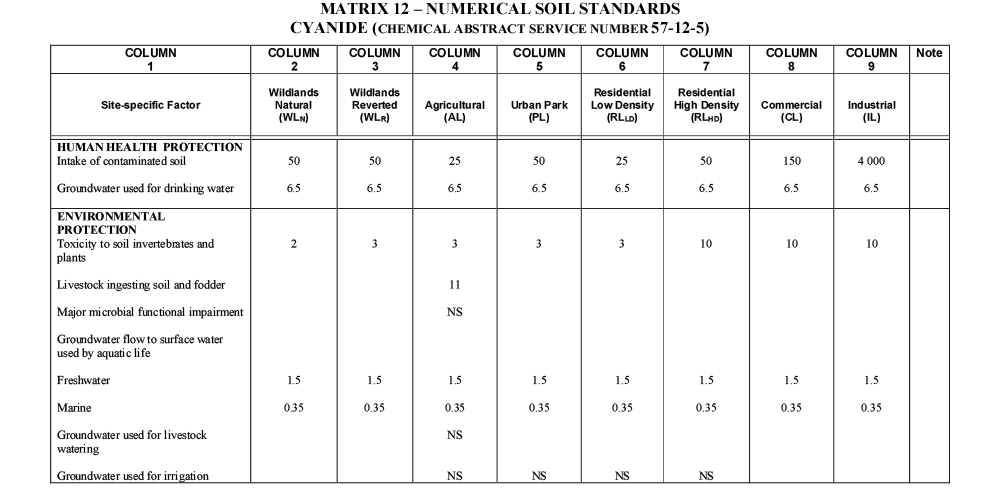 MATRIX 12 – NUMERICAL SOIL STANDARDS
CYANIDE (CHEMICAL ABSTRACT SERVICE NUMBER 57-12-5)
COLUMN 1 COLUMN 2 COLUMN 3 COLUMN 4 COLUMN 5 COLUMN 6 COLUMN 7 COLUMN 8 COLUMN 9 Note
Site-specific Factor Wildlands Natural (WLN) Wildlands Reverted (WLR) Agricultural (AL) Urban Park (PL) Residential Low Density (RLLD) Residential High Density (RLHD) Commercial (CL) Industrial (IL)
HUMAN HEALTH PROTECTION
Intake of contaminated soil 50 50 25 50 25 50 150 4 000
Groundwater used for drinking water 6.5 6.5 6.5 6.5 6.5 6.5 6.5 6.5
ENVIRONMENTAL
PROTECTION
Toxicity to soil invertebrates and 2 3 3 3 3 10 10 10
plants
Livestock ingesting soil and fodder 11
Major microbial functional impairment NS
Groundwater flow to surface water
used by aquatic life
Freshwater 1.5 1.5 1.5 1.5 1.5 1.5 1.5 1.5
Marine 0.35 0.35 0.35 0.35 0.35 0.35 0.35 0.35
Groundwater used for livestock NS
watering
Groundwater used for irrigation NS NS NS NS